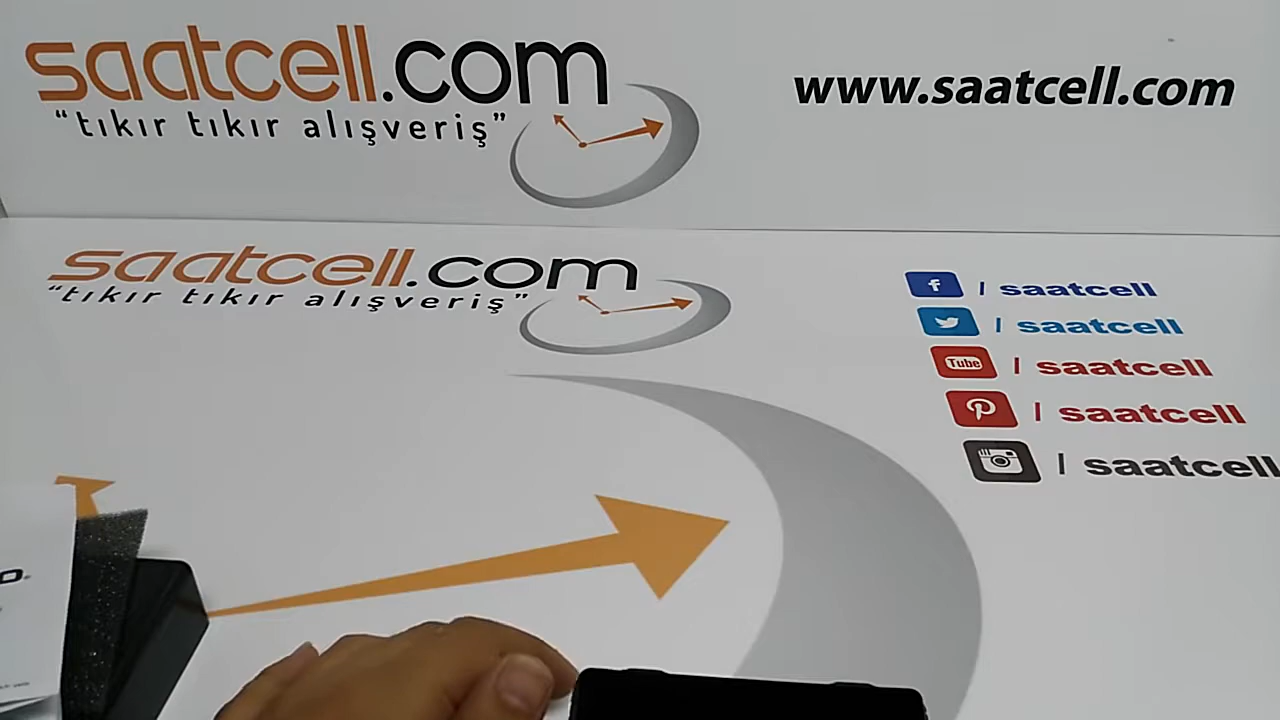 saatcell.com
"tıkır tıkır alışveriş"
www.saatcell.com
saatcell.com
"tıkır tıkır alışveriş"
f / saatcell
/ saatcell
Tube / saatcell
/ saatcell
/ saatcell